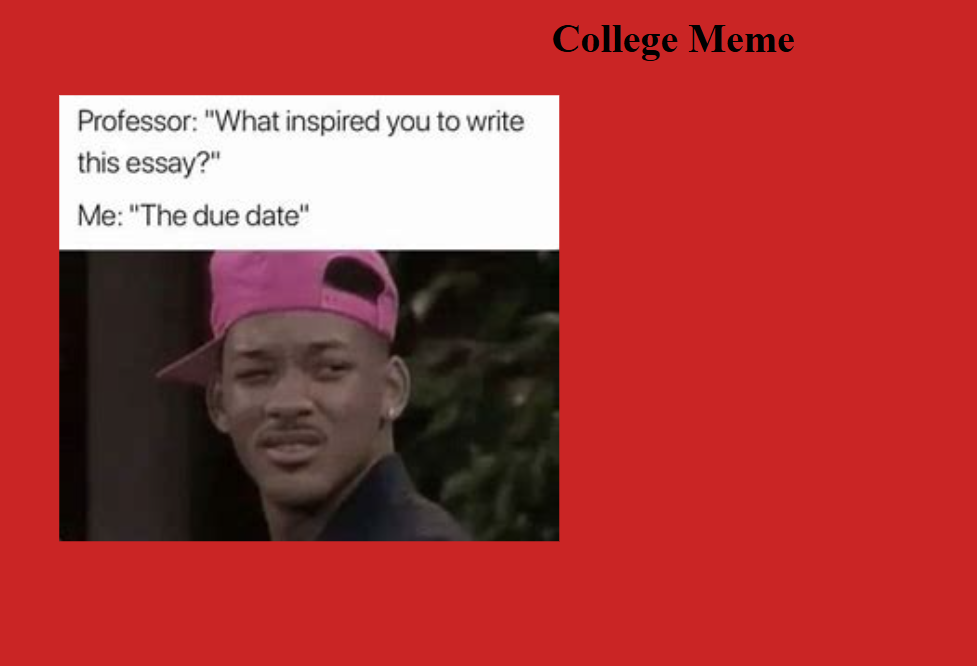 College Meme
Professor: "What inspired you to write
this essay?"
Me: "The due date"